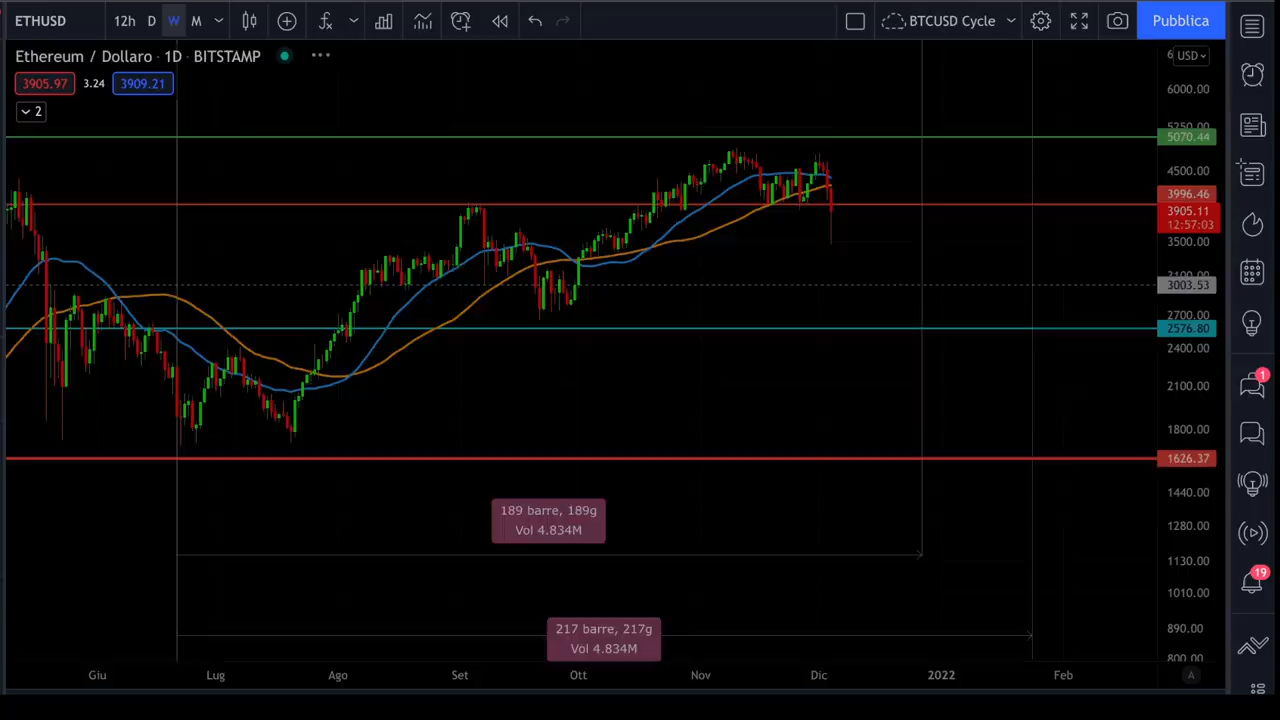 ETHUSD 12h D W M BTCUSD Cycle Pubblica
Ethereum / Dollaro · 1D · BITSTAMP
3905.97 3.24 3909.21
2
USD
6000.00
5250.00
5070.44
4500.00
3996.46
3905.11
12:57:03
3500.00
3100.00
3003.53
2700.00
2576.80
2400.00
2100.00
1800.00
1626.37
1440.00
1280.00
1130.00
1010.00
890.00
800.00
189 barre, 189g
Vol 4.834M
217 barre, 217g
Vol 4.834M
Giu Lug Ago Set Ott Nov Dic 2022 Feb
A
1
19